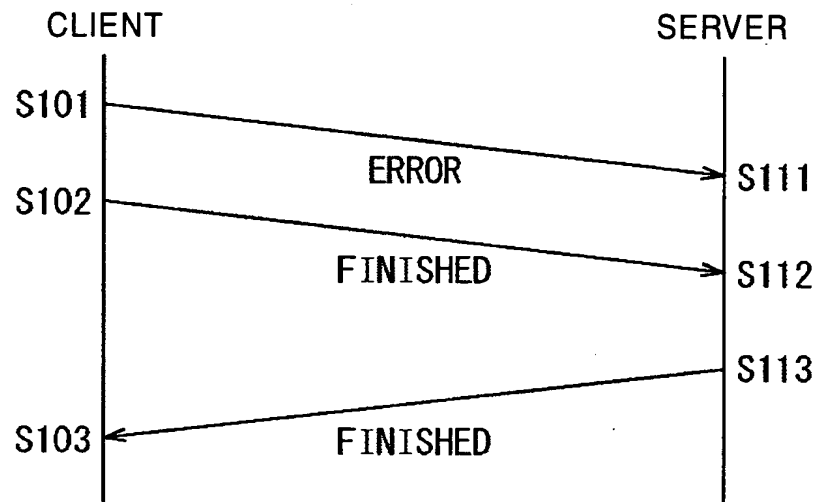 CLIENT
SERVER
S101
ERROR
S111
S102
FINISHED
S112
S113
S103
FINISHED